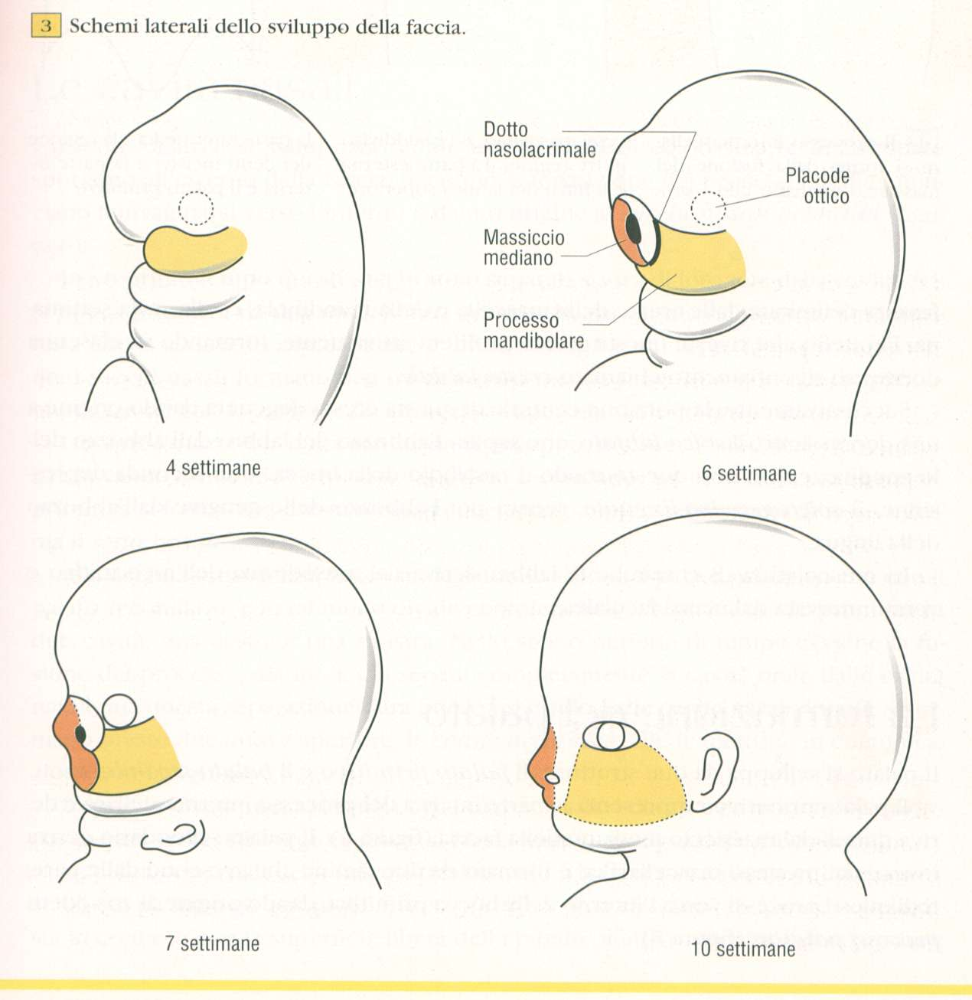 3 Schemi laterali dello sviluppo della faccia.
Dotto
nasolacrimale
Placode
ottico
Massiccio
mediano
Processo
mandibolare
4 settimane
6 settimane
7 settimane
10 settimane